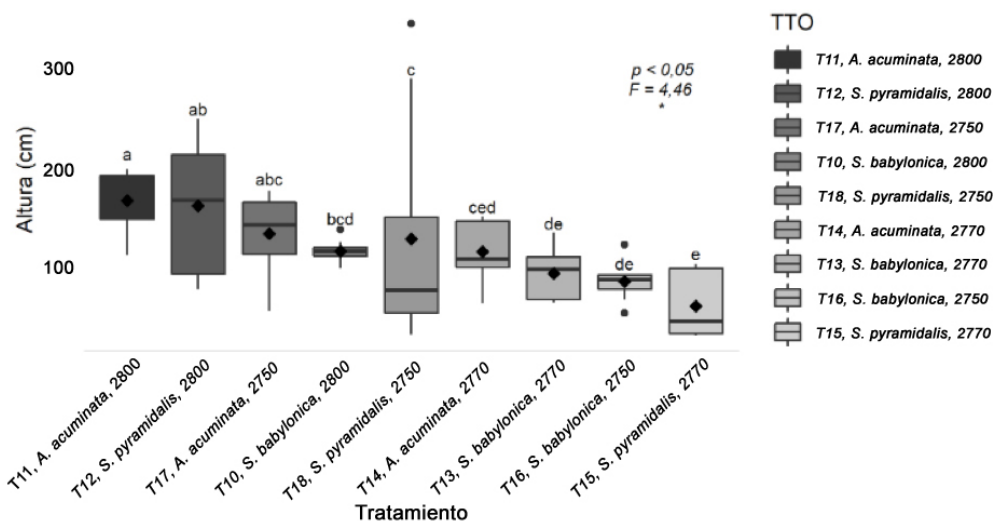 TTO
T11, A. acuminata, 2800
T12, S. pyramidalis, 2800
T17, A. acuminata, 2750
T10, S. babylonica, 2800
T18, S. pyramidalis, 2750
T14, A. acuminata, 2770
T13, S. babylonica, 2770
T16, S. babylonica, 2750
T15, S. pyramidalis, 2770
Altura (cm)
300
200
100
a
ab
abc
bcd
c
ced
de
de
e
p < 0,05
F = 4,46
*
T11, A. acuminata, 2800
T12, S. pyramidalis, 2800
T17, A. acuminata, 2750
T10, S. babylonica, 2800
T18, S. pyramidalis, 2750
T14, A. acuminata, 2770
T13, S. babylonica, 2770
T16, S. babylonica, 2750
T15, S. pyramidalis, 2770
Tratamiento